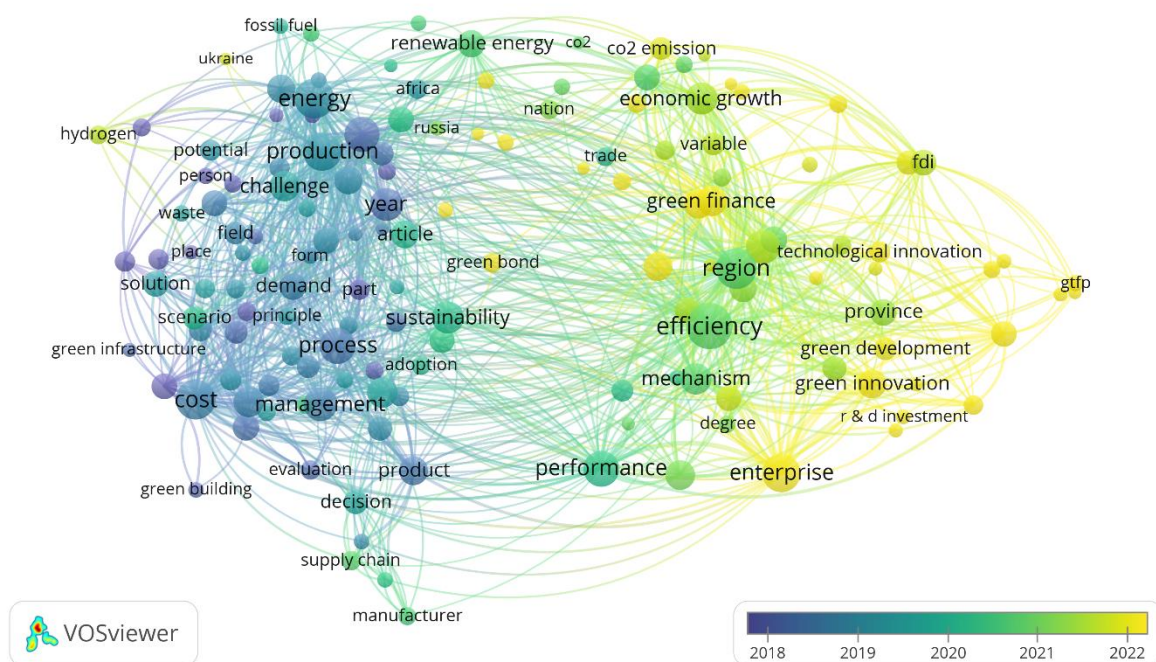 fossil fuel
renewable energy
co2
co2 emission
ukraine
energy
africa
economic growth
nation
hydrogen
russia
potential
production
variable
trade
person
challenge
fdi
waste
year
green finance
field
article
form
place
technological innovation
green bond
region
solution
demand
part
gtfp
scenario
principle
sustainability
province
efficiency
process
green infrastructure
adoption
green development
mechanism
green innovation
cost
management
r & d investment
degree
evaluation
product
performance
enterprise
green building
decision
supply chain
manufacturer
VOSviewer
2018 2019 2020 2021 2022